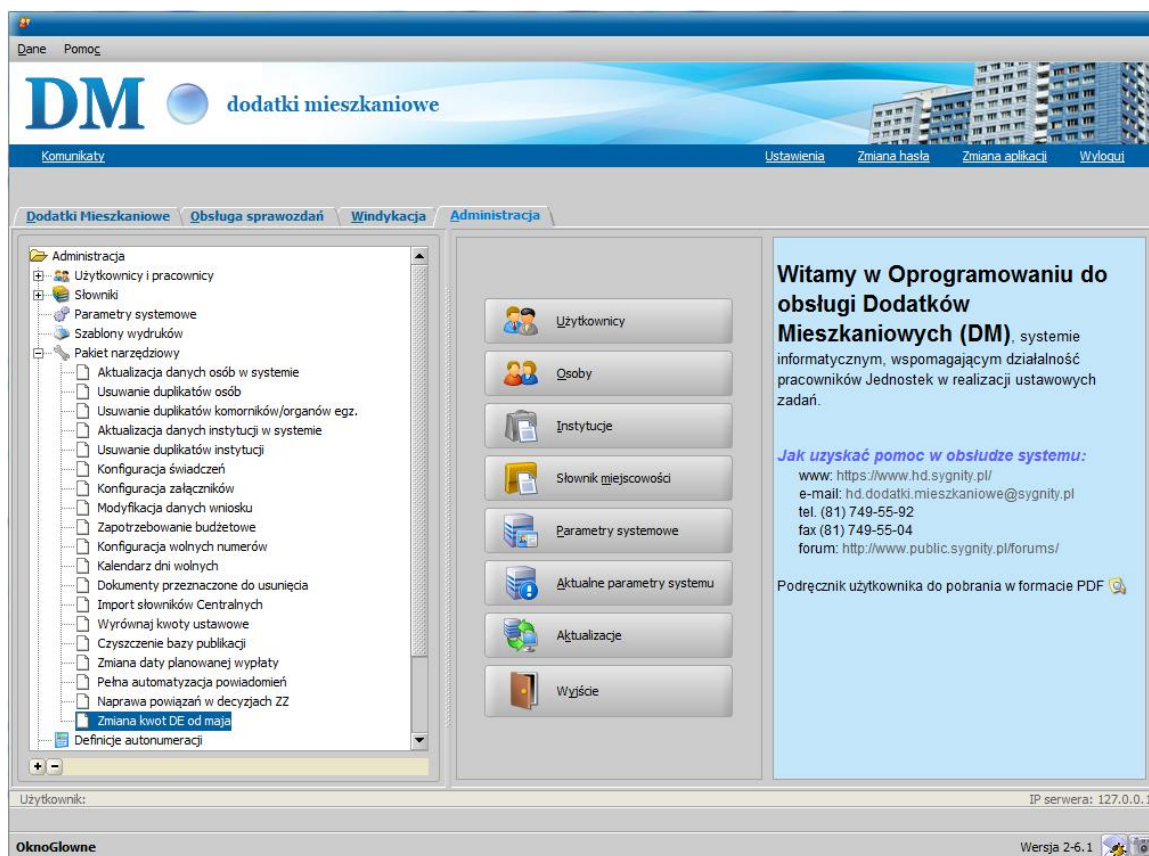 Dane Pomoc
DM dodatki mieszkaniowe
Komunikaty Ustawienia Zmiana hasła Zmiana aplikacji Wyloguj
Dodatki Mieszkaniowe Obsługa sprawozdań Windykacja Administracja
Administracja
Użytkownicy i pracownicy
Słowniki
Parametry systemowe
Szablony wydruków
Pakiet narzędziowy
Aktualizacja danych osób w systemie
Usuwanie duplikatów osób
Usuwanie duplikatów komorników/organów egz.
Aktualizacja danych instytucji w systemie
Usuwanie duplikatów instytucji
Konfiguracja świadczeń
Konfiguracja załączników
Modyfikacja danych wniosku
Zapotrzebowanie budżetowe
Konfiguracja wolnych numerów
Kalendarz dni wolnych
Dokumenty przeznaczone do usunięcia
Import słowników Centralnych
Wyrównaj kwoty ustawowe
Czyszczenie bazy publikacji
Zmiana daty planowanej wypłaty
Pełna automatyzacja powiadomień
Naprawa powiązań w decyzjach ZZ
Zmiana kwot DE od maja
Definicje autonumeracji
Użytkownicy
Osoby
Instytucje
Słownik miejscowości
Parametry systemowe
Aktualne parametry systemu
Aktualizacje
Wyjście
Witamy w Oprogramowaniu do
obsługi Dodatków
Mieszkaniowych (DM), systemie
informatycznym, wspomagającym działalność
pracowników Jednostek w realizacji ustawowych
zadań.
Jak uzyskać pomoc w obsłudze systemu:
www: https://www.hd.sygnity.pl/
e-mail: hd.dodatki.mieszkaniowe@sygnity.pl
tel. (81) 749-55-92
fax (81) 749-55-04
forum: http://www.public.sygnity.pl/forums/
Podręcznik użytkownika do pobrania w formacie PDF
Użytkownik: IP serwera: 127.0.0.1
OknoGlowne Wersja 2-6.1